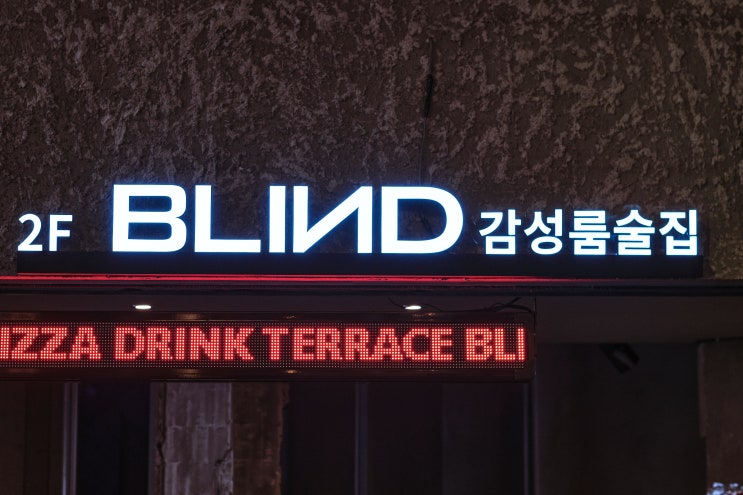 2F BLIND 감성룸술집
IZZA DRINK TERRACE BLI